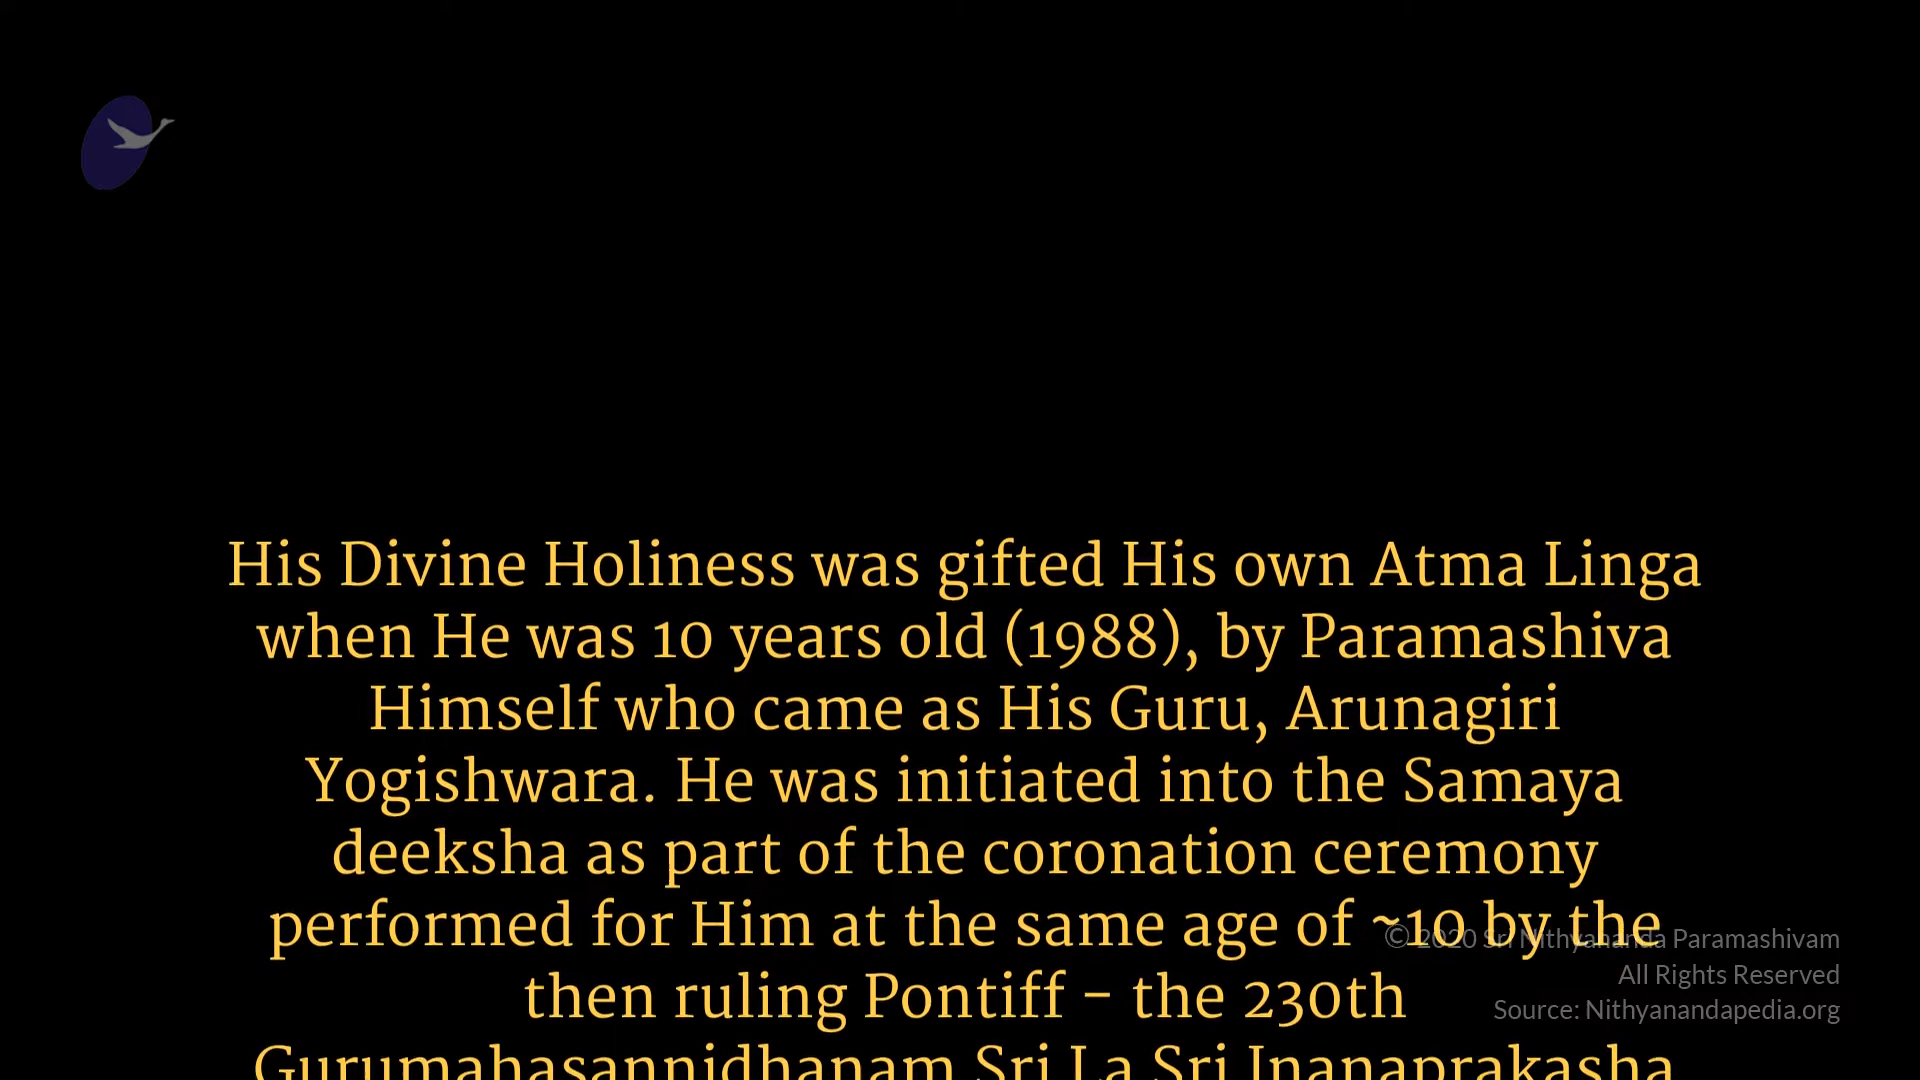 His Divine Holiness was gifted His own Atma Linga
when He was 10 years old (1988), by Paramashiva
Himself who came as His Guru, Arunagiri
Yogishwara. He was initiated into the Samaya
deeksha as part of the coronation ceremony
performed for Him at the same age of ~10 by the
then ruling Pontiff - the 230th
Gurumahasannidhanam Sri La Sri Jnanaprakasha
© 2020 Sri Nithyananda Paramashivam
All Rights Reserved
Source: Nithyanandapedia.org